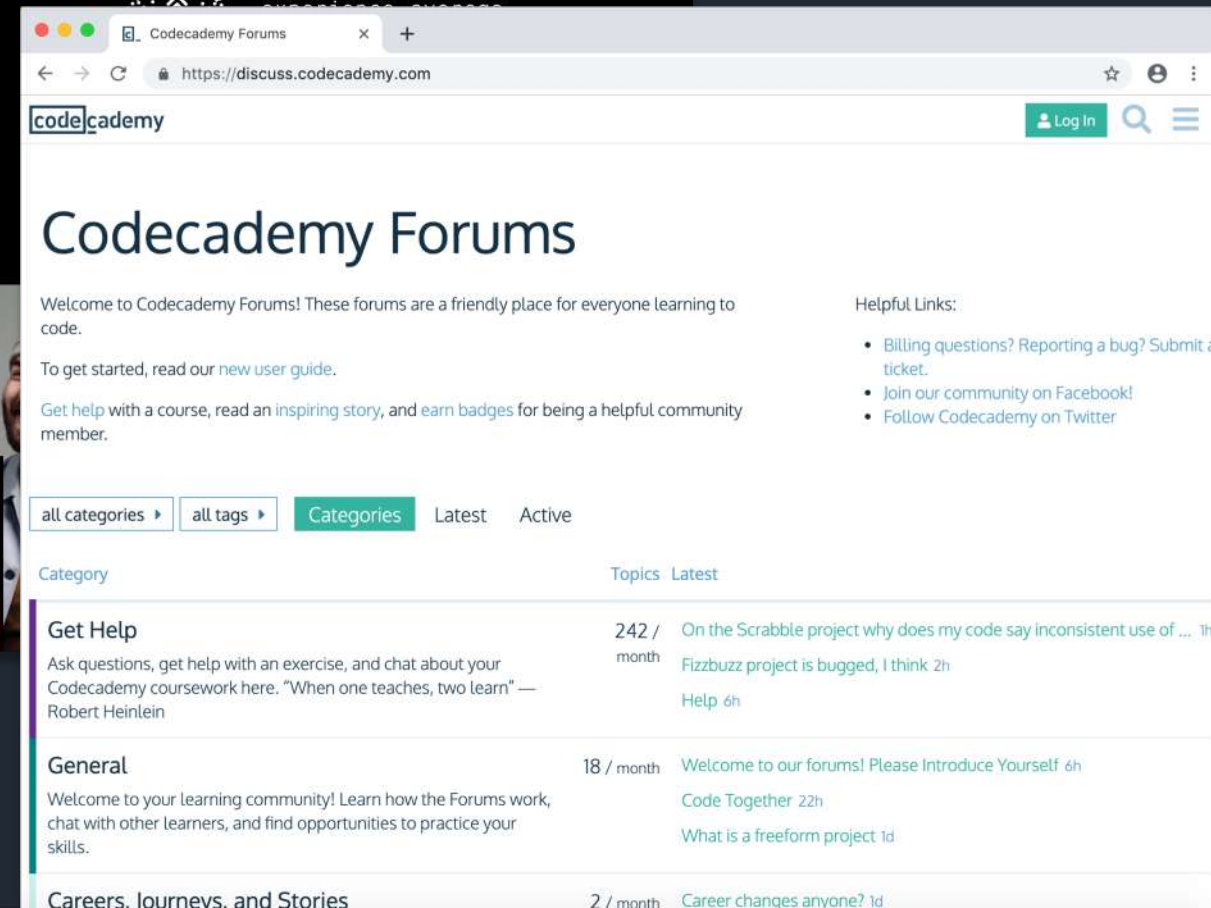 experience average
Codecademy Forums
https://discuss.codecademy.com
codecademy
Log In
Codecademy Forums
Welcome to Codecademy Forums! These forums are a friendly place for everyone learning to
code.
To get started, read our new user guide.
Get help with a course, read an inspiring story, and earn badges for being a helpful community
member.
Helpful Links:
Billing questions? Reporting a bug? Submit a
ticket.
Join our community on Facebook!
Follow Codecademy on Twitter
all categories all tags Categories Latest Active
Category Topics Latest
Get Help
Ask questions, get help with an exercise, and chat about your
Codecademy coursework here. “When one teaches, two learn” —
Robert Heinlein
242 /
month
On the Scrabble project why does my code say inconsistent use of ... 1h
Fizzbuzz project is bugged, I think 2h
Help 6h
General
Welcome to your learning community! Learn how the Forums work,
chat with other learners, and find opportunities to practice your
skills.
18 / month
Welcome to our forums! Please Introduce Yourself 6h
Code Together 22h
What is a freeform project 1d
Careers, Journeys, and Stories
2 / month
Career changes anyone? 1d